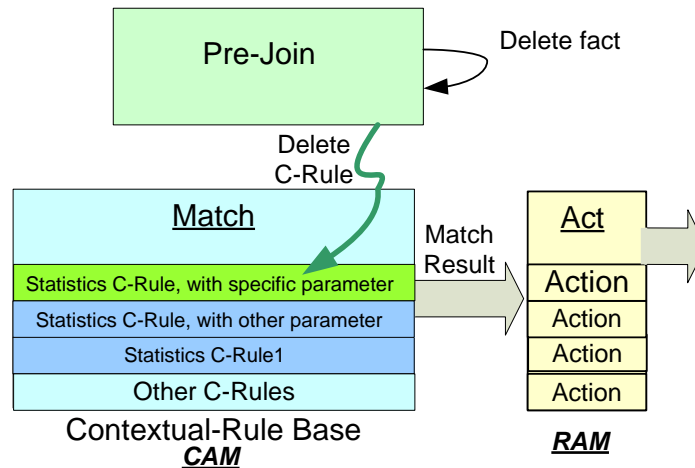 Pre-Join
Delete fact
Delete
C-Rule
Match
Statistics C-Rule, with specific parameter
Statistics C-Rule, with other parameter
Statistics C-Rule1
Other C-Rules
Contextual-Rule Base
CAM
Match
Result
Act
Action
Action
Action
Action
RAM